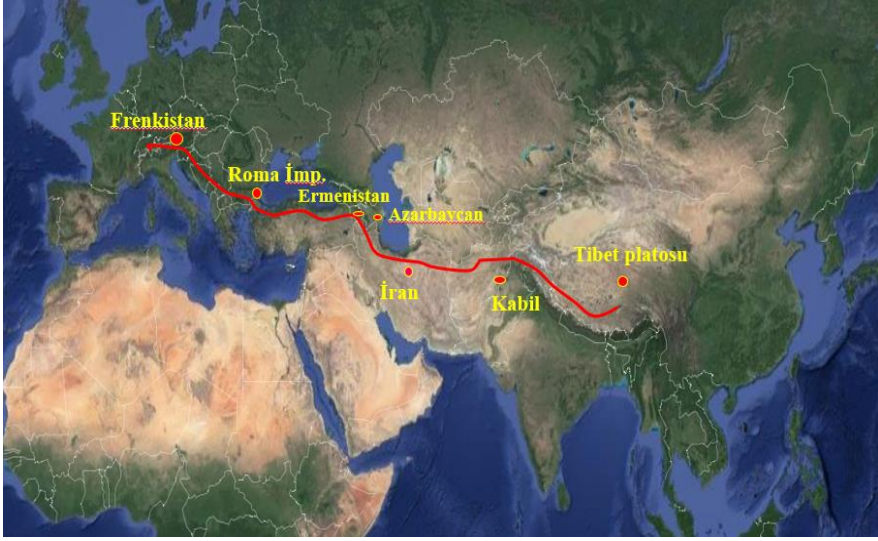 Frenkistan
Roma İmp.
Ermenistan
Azarbaycan
Tibet platosu
İran
Kabil